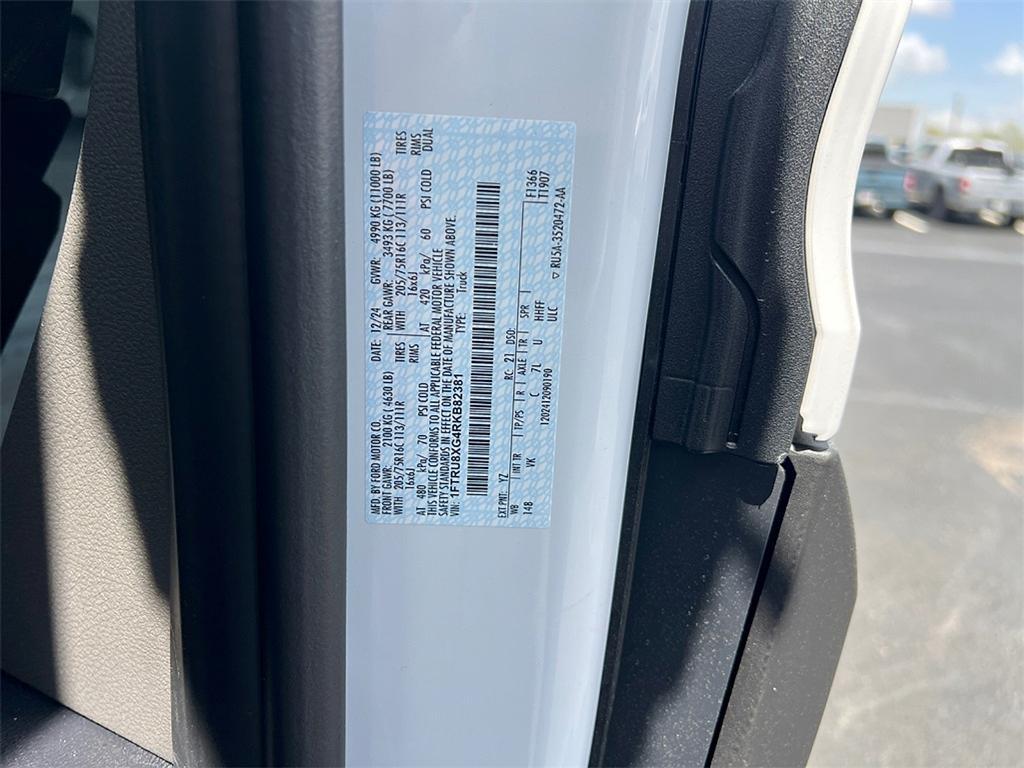 MFD. BY FORD MOTOR CO. DATE: 12/24 GVWR: 4990 KG (11000 LB)
FRONT GAWR: 2100 KG (4630 LB) REAR GAWR: 3493 KG (7700 LB)
WITH 205/75R16C 113/111R TIRES WITH 205/75R16C 113/111R TIRES
16x6J RIMS 16x6J RIMS
AT 480 kPa/ 70 PSI COLD AT 420 kPa/ 60 PSI COLD DUAL
THIS VEHICLE CONFORMS TO ALL APPLICABLE FEDERAL MOTOR VEHICLE
SAFETY STANDARDS IN EFFECT ON THE DATE OF MANUFACTURE SHOWN ABOVE.
VIN: 1FTRU8XG4RKB82381 TYPE: Truck
EXT PNT: YZ RC: 21 DSO: F1366
WB INT TR TP/PS R AXLE TR SPR T1907
148 VK C 7L U HHFF
ULC
1202412090190 ▽ RU5A-3520472-AA